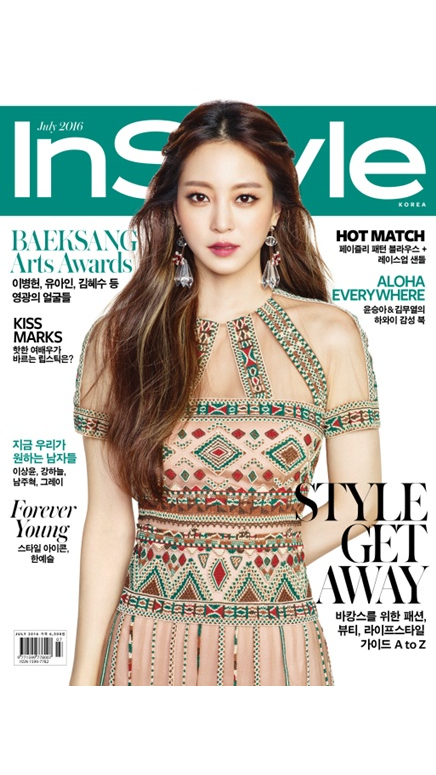 July 2016
InStyle
KOREA
BAEKSANG
Arts Awards
이병헌, 유아인, 김혜수 등
영광의 얼굴들
KISS
MARKS
핫한 여배우가
바르는 립스틱은?
지금 우리가
원하는 남자들
이상윤, 강하늘,
남주혁, 그레이
Forever
Young
스타일 아이콘,
한예슬
HOT MATCH
페이즐리 패턴 블라우스 +
레이스업 샌들
ALOHA
EVERYWHERE
윤승아&김무열의
하와이 감성 북
STYLE
GET
AWAY
바캉스를 위한 패션,
뷰티, 라이프스타일
가이드 A to Z